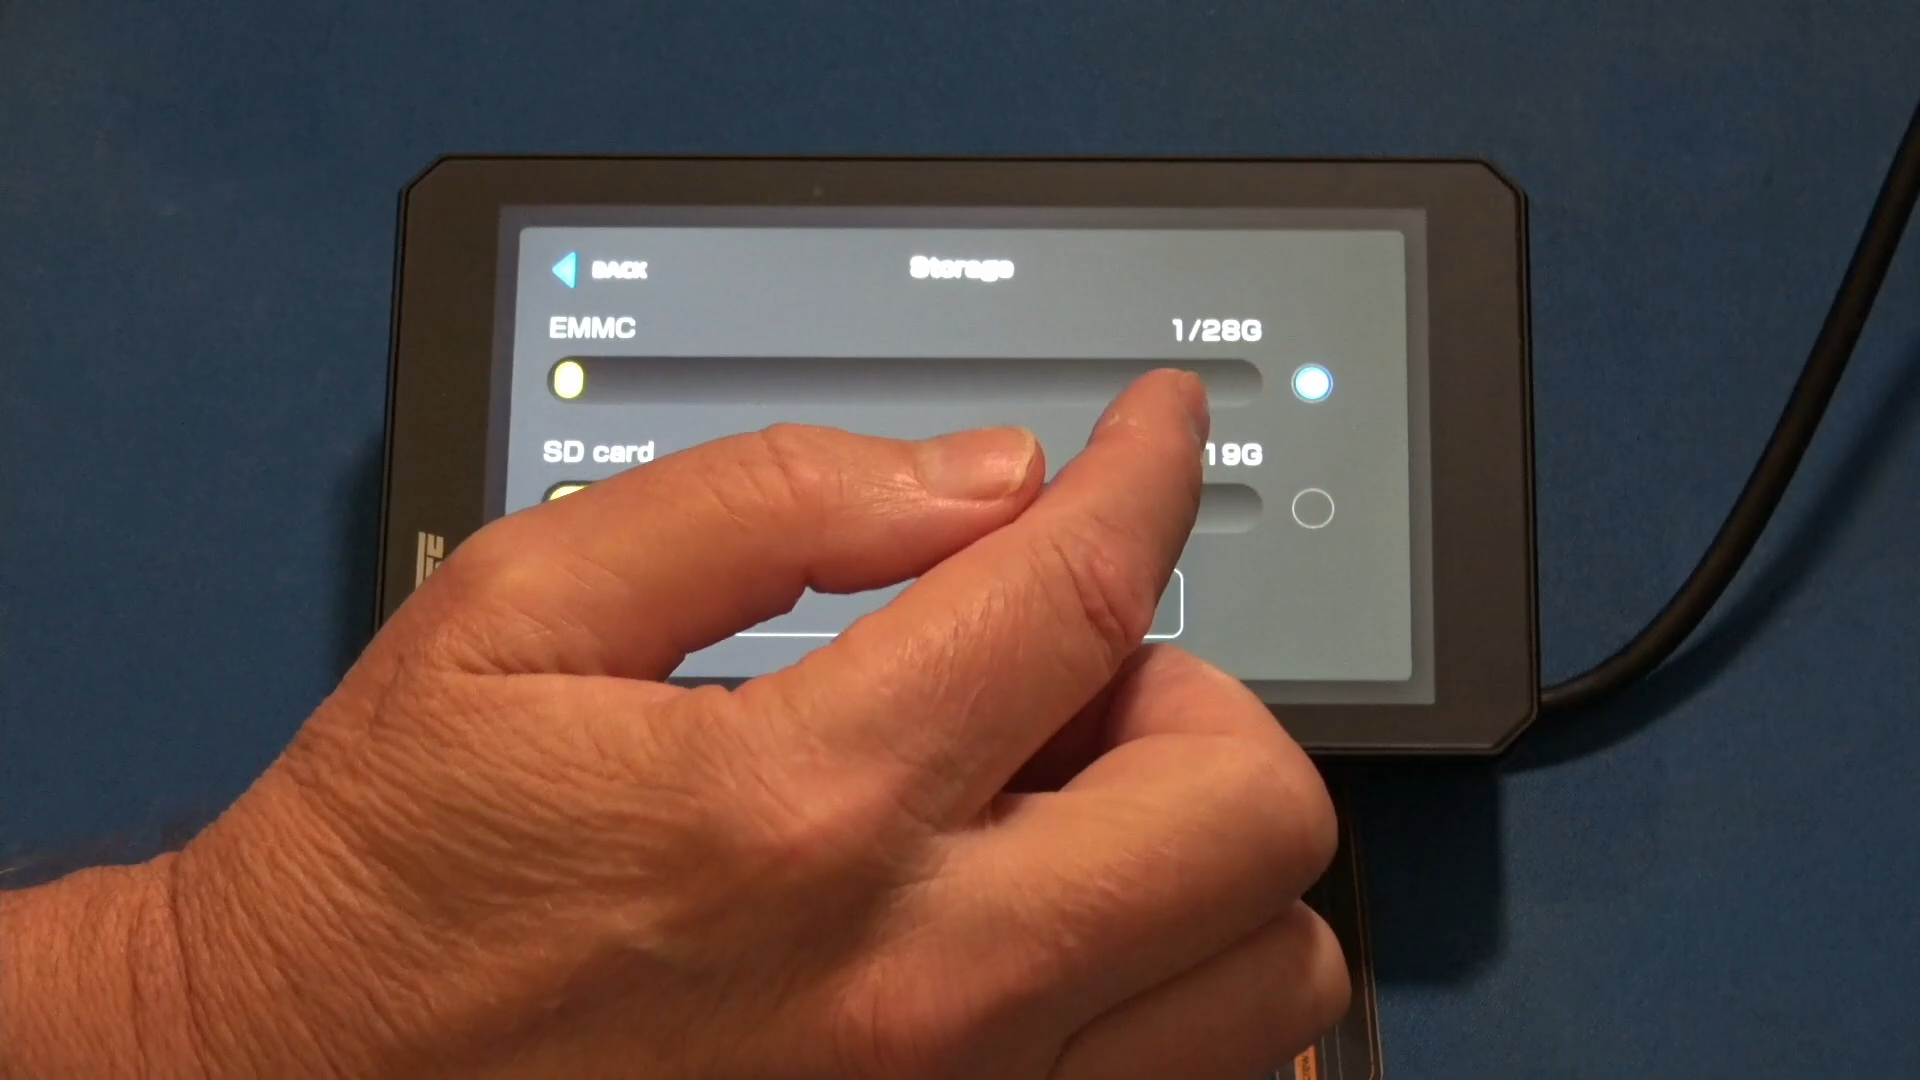 BACK
Storage
EMMC
1/28G
SD card
19G